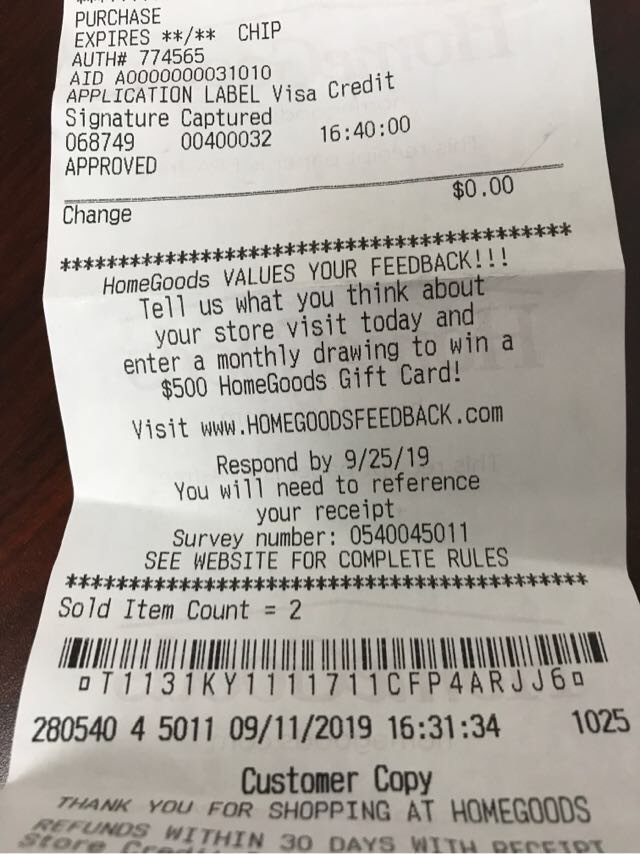 PURCHASE
EXPIRES **/** CHIP
AUTH# 774565
AID A0000000031010
APPLICATION LABEL Visa Credit
Signature Captured
068749 00400032 16:40:00
APPROVED
$0.00
Change
********************************************
HomeGoods VALUES YOUR FEEDBACK!!!
Tell us what you think about
your store visit today and
enter a monthly drawing to win a
$500 HomeGoods Gift Card!
Visit www.HOMEGOODSFEEDBACK.com
Respond by 9/25/19
You will need to reference
your receipt
Survey number: 0540045011
SEE WEBSITE FOR COMPLETE RULES
********************************************
Sold Item Count = 2
¤T1131KY1111711CFP4ARJJ6¤
280540 4 5011 09/11/2019 16:31:34 1025
Customer Copy
THANK YOU FOR SHOPPING AT HOMEGOODS
REFUNDS WITHIN 30 DAYS WITH RECEIPT
Store Credit